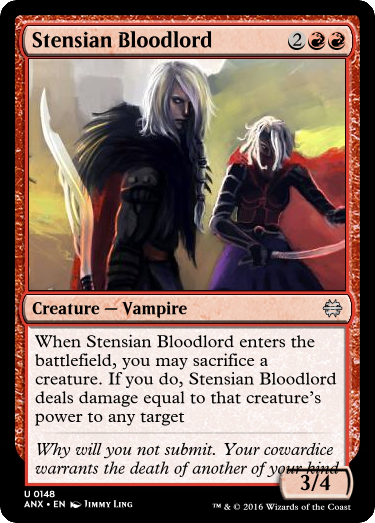 Stensian Bloodlord 2
Creature — Vampire
When Stensian Bloodlord enters the
battlefield, you may sacrifice a
creature. If you do, Stensian Bloodlord
deals damage equal to that creature's
power to any target
Why will you not submit. Your cowardice
warrants the death of another of your kind
3/4
U 0148
ANX • EN Jimmy Ling ™ & © 2016 Wizards of the Coast